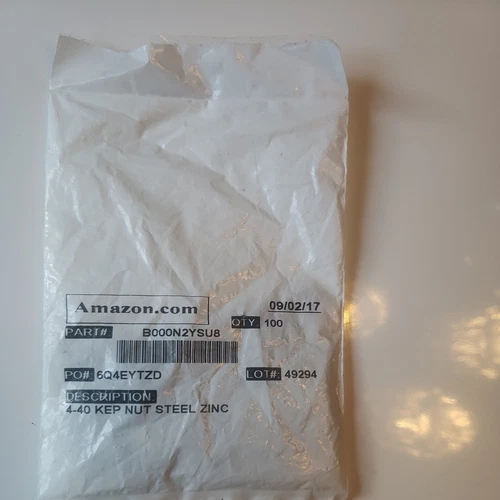 Amazon.com 09/02/17
PART# B000N2YSU8 QTY 100
PO# 6Q4EYTZD LOT#: 49294
DESCRIPTION
4-40 KEP NUT STEEL ZINC